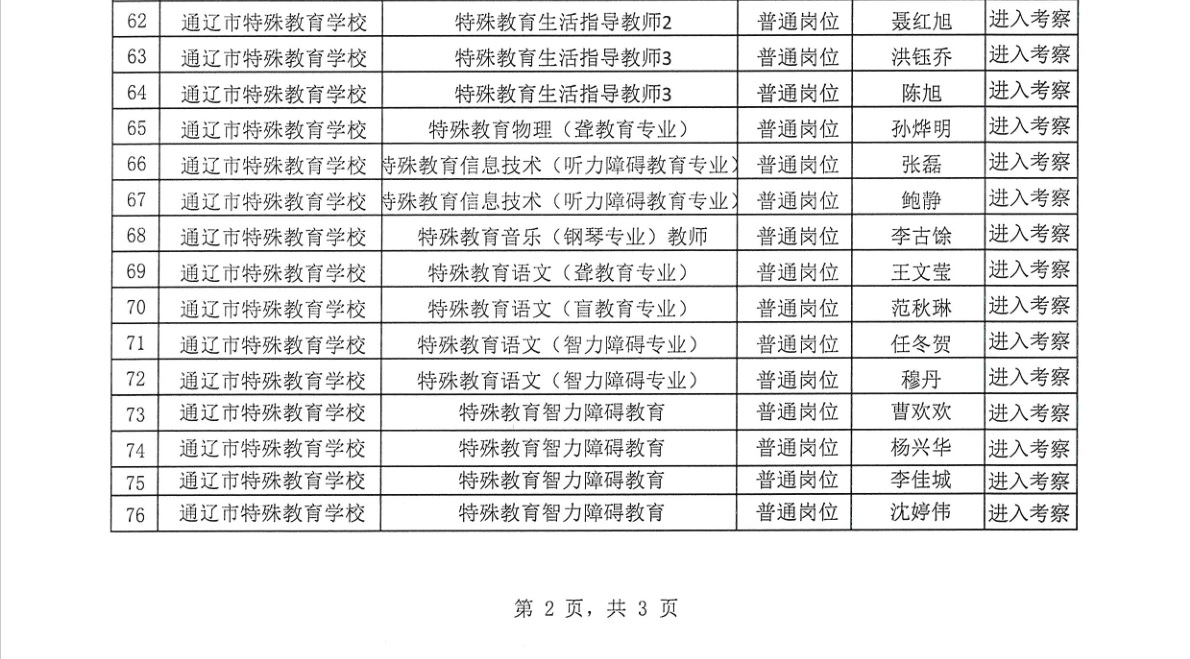 62 通辽市特殊教育学校 特殊教育生活指导教师2 普通岗位 聂红旭 进入考察
63 通辽市特殊教育学校 特殊教育生活指导教师3 普通岗位 洪钰乔 进入考察
64 通辽市特殊教育学校 特殊教育生活指导教师3 普通岗位 陈旭 进入考察
65 通辽市特殊教育学校 特殊教育物理（聋教育专业） 普通岗位 孙烨明 进入考察
66 通辽市特殊教育学校 特殊教育信息技术（听力障碍教育专业） 普通岗位 张磊 进入考察
67 通辽市特殊教育学校 特殊教育信息技术（听力障碍教育专业） 普通岗位 鲍静 进入考察
68 通辽市特殊教育学校 特殊教育音乐（钢琴专业）教师 普通岗位 李古馀 进入考察
69 通辽市特殊教育学校 特殊教育语文（聋教育专业） 普通岗位 王文莹 进入考察
70 通辽市特殊教育学校 特殊教育语文（盲教育专业） 普通岗位 范秋琳 进入考察
71 通辽市特殊教育学校 特殊教育语文（智力障碍专业） 普通岗位 任冬贺 进入考察
72 通辽市特殊教育学校 特殊教育语文（智力障碍专业） 普通岗位 穆丹 进入考察
73 通辽市特殊教育学校 特殊教育智力障碍教育 普通岗位 曹欢欢 进入考察
74 通辽市特殊教育学校 特殊教育智力障碍教育 普通岗位 杨兴华 进入考察
75 通辽市特殊教育学校 特殊教育智力障碍教育 普通岗位 李佳城 进入考察
76 通辽市特殊教育学校 特殊教育智力障碍教育 普通岗位 沈婷伟 进入考察
第 2 页，共 3 页